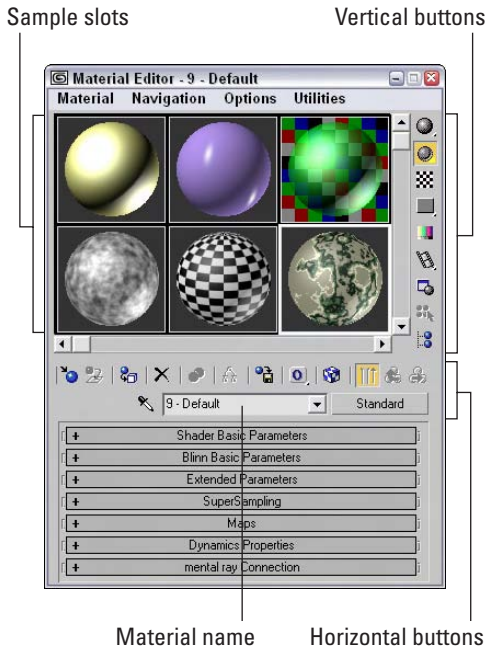 Sample slots
Vertical buttons
Material Editor - 9 - Default
Material Navigation Options Utilities
9 - Default
Standard
Shader Basic Parameters
Blinn Basic Parameters
Extended Parameters
SuperSampling
Maps
Dynamics Properties
mental ray Connection
Material name
Horizontal buttons